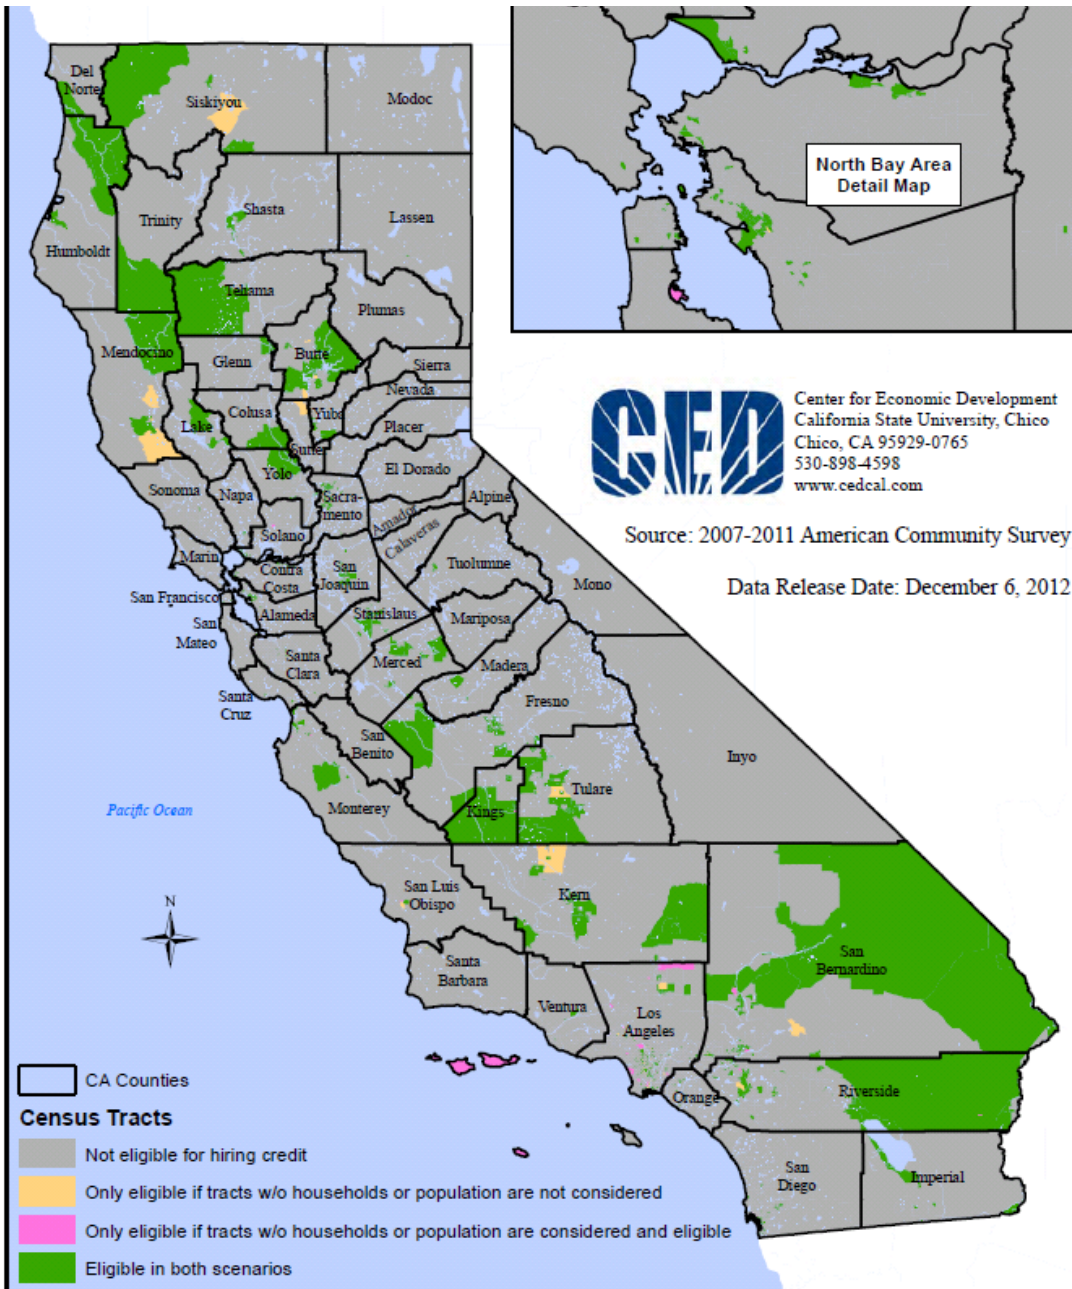 Del
Norte
Siskiyou
Modoc
Trinity
Shasta
Lassen
Humboldt
Tehama
Plumas
Mendocino
Glenn
Butte
Sierra
Nevada
Colusa
Yuba
Lake
Placer
Sutter
Yolo
El Dorado
Sonoma
Napa
Sacra-
mento
Alpine
Amador
Calaveras
Solano
Marin
Contra
Costa
San
Joaquin
Tuolumne
Mono
San Francisco
Alameda
Stanislaus
Mariposa
San
Mateo
Santa
Clara
Merced
Madera
Santa
Cruz
Fresno
San
Benito
Inyo
Tulare
Monterey
Kings
Pacific Ocean
San Luis
Obispo
Kern
N
Santa
Barbara
San
Bernardino
Ventura
Los
Angeles
Orange
Riverside
San
Diego
Imperial
North Bay Area
Detail Map
CED
Center for Economic Development
California State University, Chico
Chico, CA 95929-0765
530-898-4598
www.cedcal.com
Source: 2007-2011 American Community Survey
Data Release Date: December 6, 2012
CA Counties
Census Tracts
Not eligible for hiring credit
Only eligible if tracts w/o households or population are not considered
Only eligible if tracts w/o households or population are considered and eligible
Eligible in both scenarios